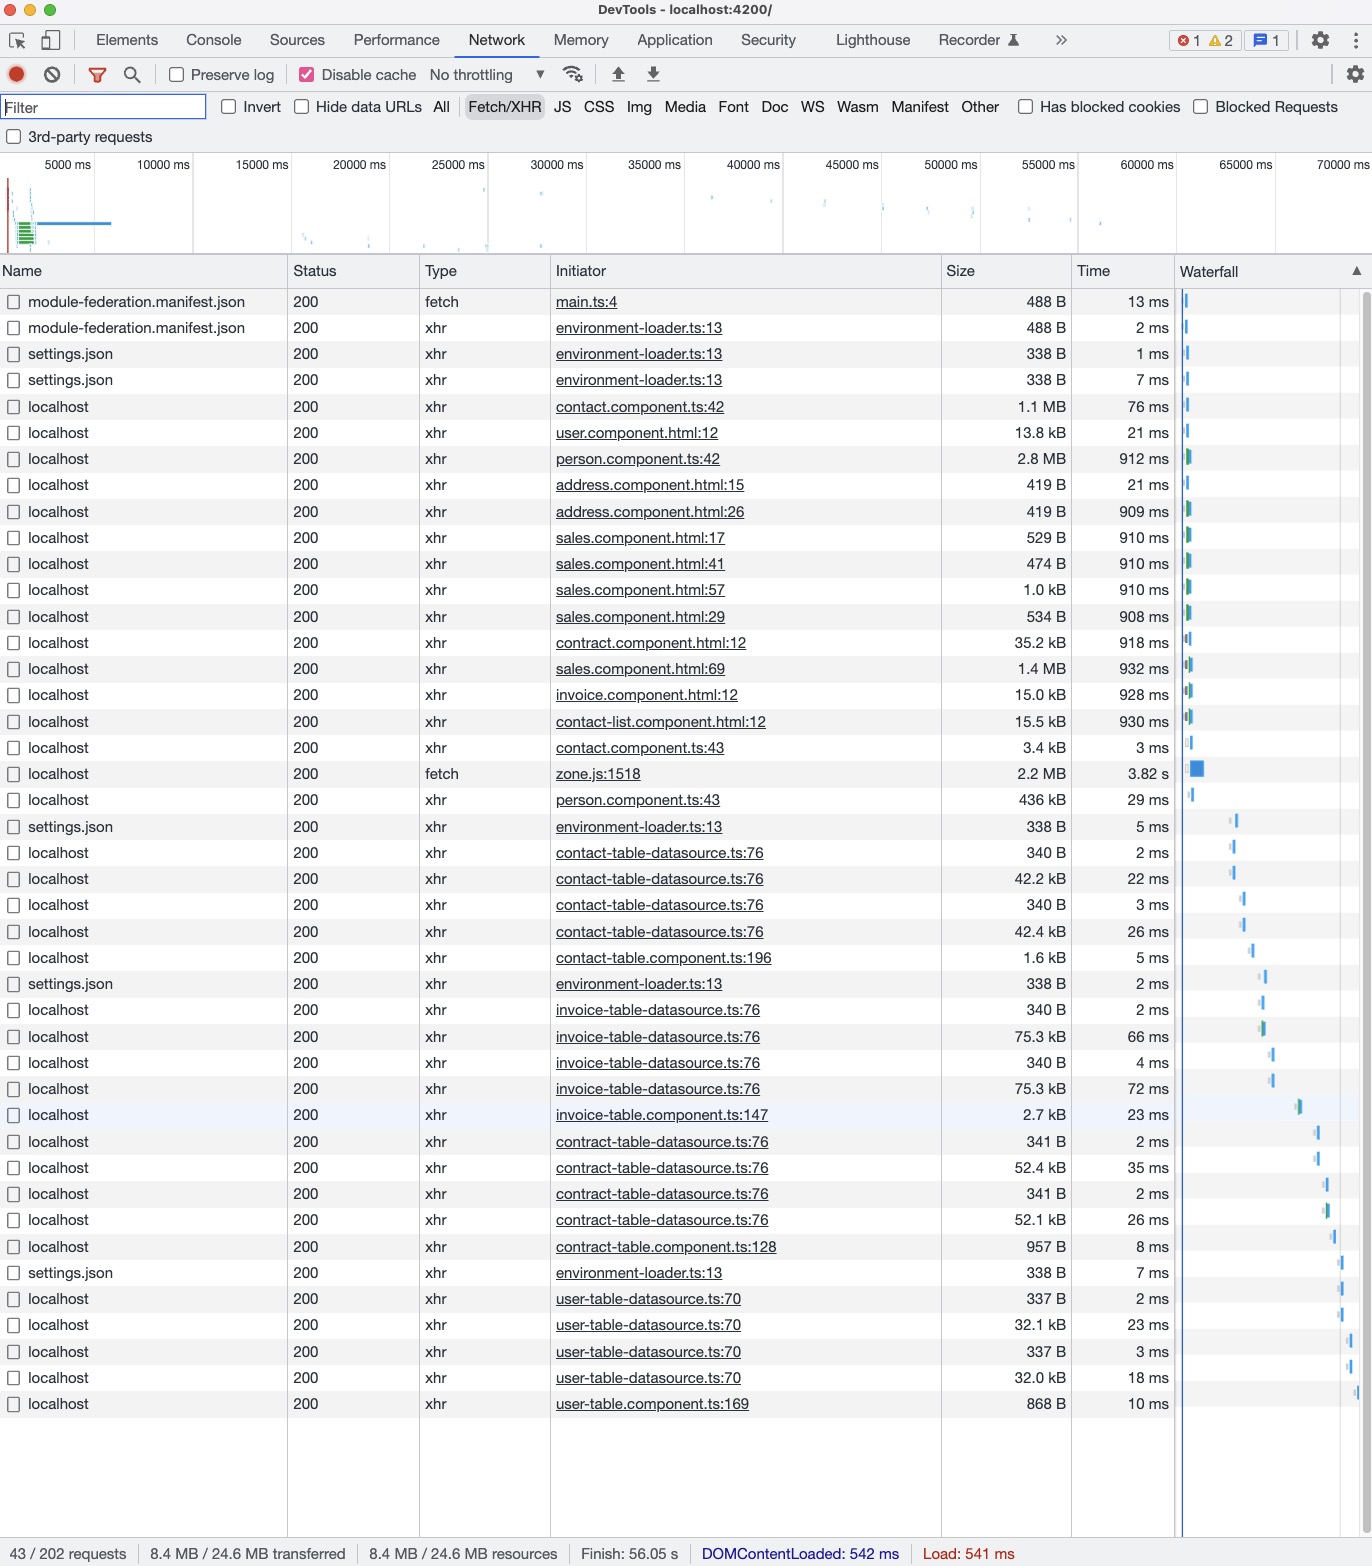 DevTools - localhost:4200/
Elements Console Sources Performance Network Memory Application Security Lighthouse Recorder 1 2 1
Preserve log Disable cache No throttling
Filter Invert Hide data URLs All Fetch/XHR JS CSS Img Media Font Doc WS Wasm Manifest Other Has blocked cookies Blocked Requests
3rd-party requests
5000 ms 10000 ms 15000 ms 20000 ms 25000 ms 30000 ms 35000 ms 40000 ms 45000 ms 50000 ms 55000 ms 60000 ms 65000 ms 70000 ms
Name Status Type Initiator Size Time Waterfall
module-federation.manifest.json 200 fetch main.ts:4 488 B 13 ms
module-federation.manifest.json 200 xhr environment-loader.ts:13 488 B 2 ms
settings.json 200 xhr environment-loader.ts:13 338 B 1 ms
settings.json 200 xhr environment-loader.ts:13 338 B 7 ms
localhost 200 xhr contact.component.ts:42 1.1 MB 76 ms
localhost 200 xhr user.component.html:12 13.8 kB 21 ms
localhost 200 xhr person.component.ts:42 2.8 MB 912 ms
localhost 200 xhr address.component.html:15 419 B 21 ms
localhost 200 xhr address.component.html:26 419 B 909 ms
localhost 200 xhr sales.component.html:17 529 B 910 ms
localhost 200 xhr sales.component.html:41 474 B 910 ms
localhost 200 xhr sales.component.html:57 1.0 kB 910 ms
localhost 200 xhr sales.component.html:29 534 B 908 ms
localhost 200 xhr contract.component.html:12 35.2 kB 918 ms
localhost 200 xhr sales.component.html:69 1.4 MB 932 ms
localhost 200 xhr invoice.component.html:12 15.0 kB 928 ms
localhost 200 xhr contact-list.component.html:12 15.5 kB 930 ms
localhost 200 xhr contact.component.ts:43 3.4 kB 3 ms
localhost 200 fetch zone.js:1518 2.2 MB 3.82 s
localhost 200 xhr person.component.ts:43 436 kB 29 ms
settings.json 200 xhr environment-loader.ts:13 338 B 5 ms
localhost 200 xhr contact-table-datasource.ts:76 340 B 2 ms
localhost 200 xhr contact-table-datasource.ts:76 42.2 kB 22 ms
localhost 200 xhr contact-table-datasource.ts:76 340 B 3 ms
localhost 200 xhr contact-table-datasource.ts:76 42.4 kB 26 ms
localhost 200 xhr contact-table.component.ts:196 1.6 kB 5 ms
settings.json 200 xhr environment-loader.ts:13 338 B 2 ms
localhost 200 xhr invoice-table-datasource.ts:76 340 B 2 ms
localhost 200 xhr invoice-table-datasource.ts:76 75.3 kB 66 ms
localhost 200 xhr invoice-table-datasource.ts:76 340 B 4 ms
localhost 200 xhr invoice-table-datasource.ts:76 75.3 kB 72 ms
localhost 200 xhr invoice-table.component.ts:147 2.7 kB 23 ms
localhost 200 xhr contract-table-datasource.ts:76 341 B 2 ms
localhost 200 xhr contract-table-datasource.ts:76 52.4 kB 35 ms
localhost 200 xhr contract-table-datasource.ts:76 341 B 2 ms
localhost 200 xhr contract-table-datasource.ts:76 52.1 kB 26 ms
localhost 200 xhr contract-table.component.ts:128 957 B 8 ms
settings.json 200 xhr environment-loader.ts:13 338 B 7 ms
localhost 200 xhr user-table-datasource.ts:70 337 B 2 ms
localhost 200 xhr user-table-datasource.ts:70 32.1 kB 23 ms
localhost 200 xhr user-table-datasource.ts:70 337 B 3 ms
localhost 200 xhr user-table-datasource.ts:70 32.0 kB 18 ms
localhost 200 xhr user-table.component.ts:169 868 B 10 ms
43 / 202 requests 8.4 MB / 24.6 MB transferred 8.4 MB / 24.6 MB resources Finish: 56.05 s DOMContentLoaded: 542 ms Load: 541 ms